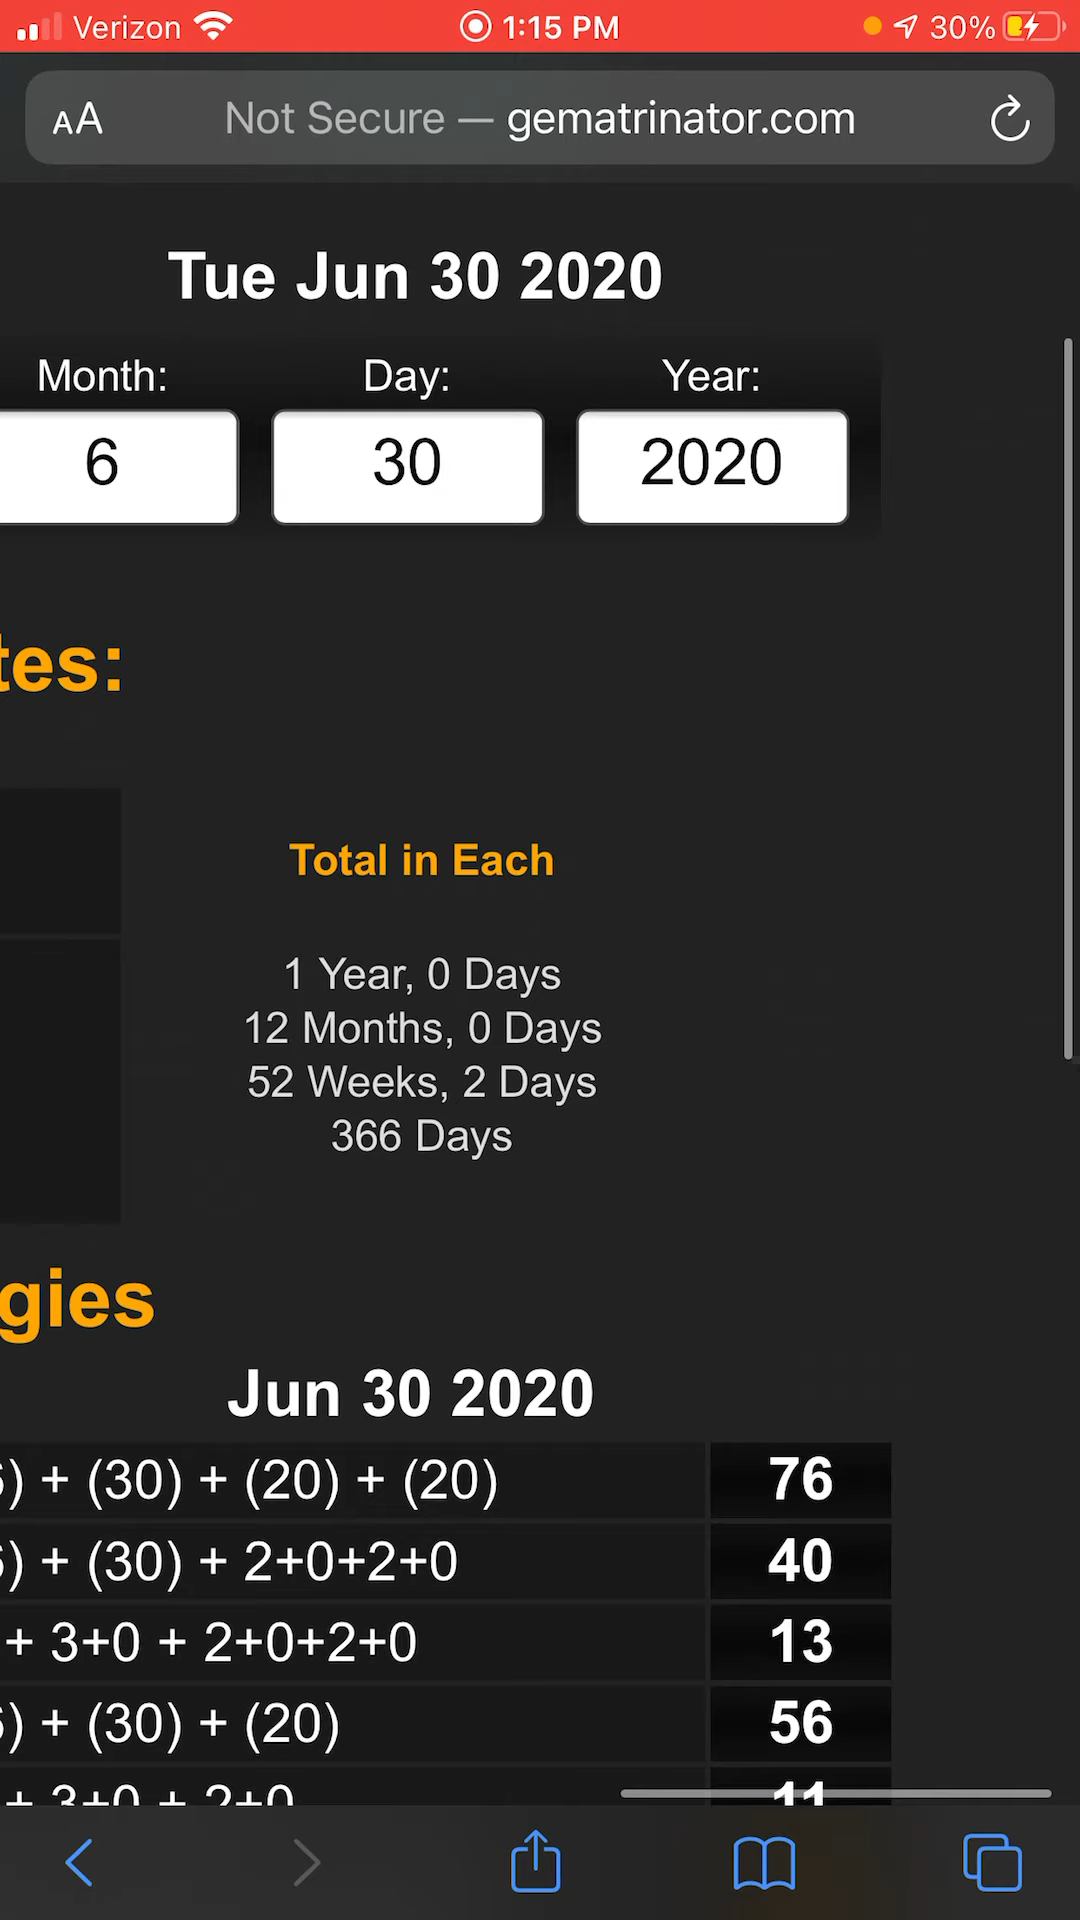 Verizon 1:15 PM 30%
AA Not Secure — gematrinator.com
Tue Jun 30 2020
Month: Day: Year:
6 30 2020
tes:
Total in Each
1 Year, 0 Days
12 Months, 0 Days
52 Weeks, 2 Days
366 Days
gies
Jun 30 2020
) + (30) + (20) + (20) 76
) + (30) + 2+0+2+0 40
+ 3+0 + 2+0+2+0 13
) + (30) + (20) 56
+ 3+0 + 2+0 11